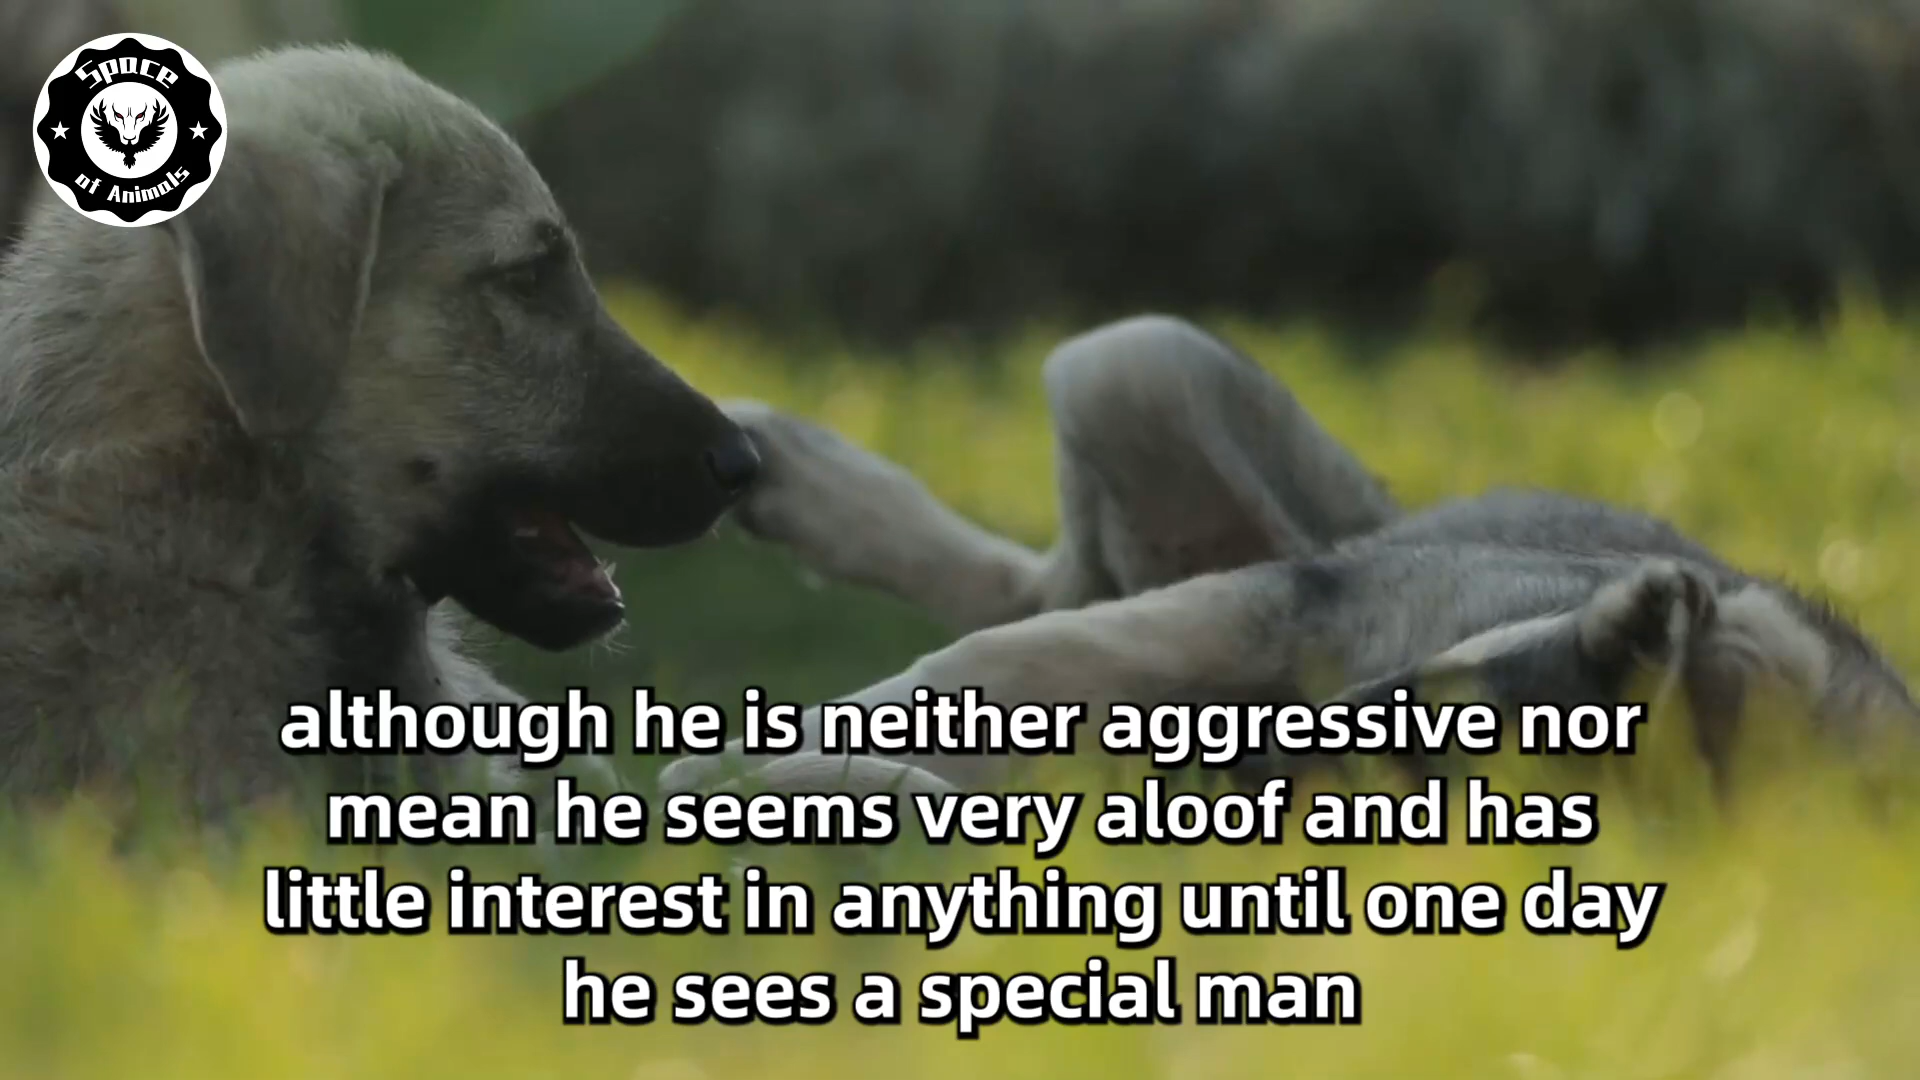 Space
of Animals
although he is neither aggressive nor
mean he seems very aloof and has
little interest in anything until one day
he sees a special man